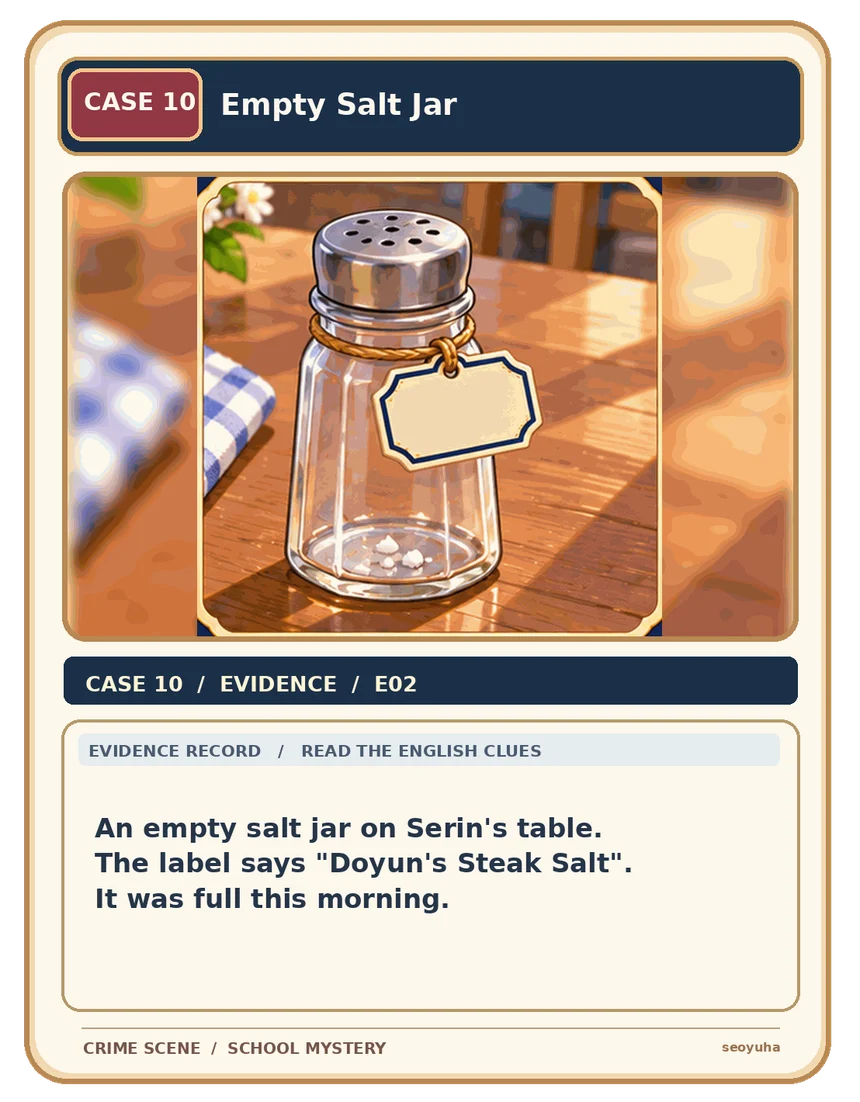 CASE 10 Empty Salt Jar
CASE 10 / EVIDENCE / E02
EVIDENCE RECORD / READ THE ENGLISH CLUES
An empty salt jar on Serin's table.
The label says "Doyun's Steak Salt".
It was full this morning.
CRIME SCENE / SCHOOL MYSTERY seoyuha